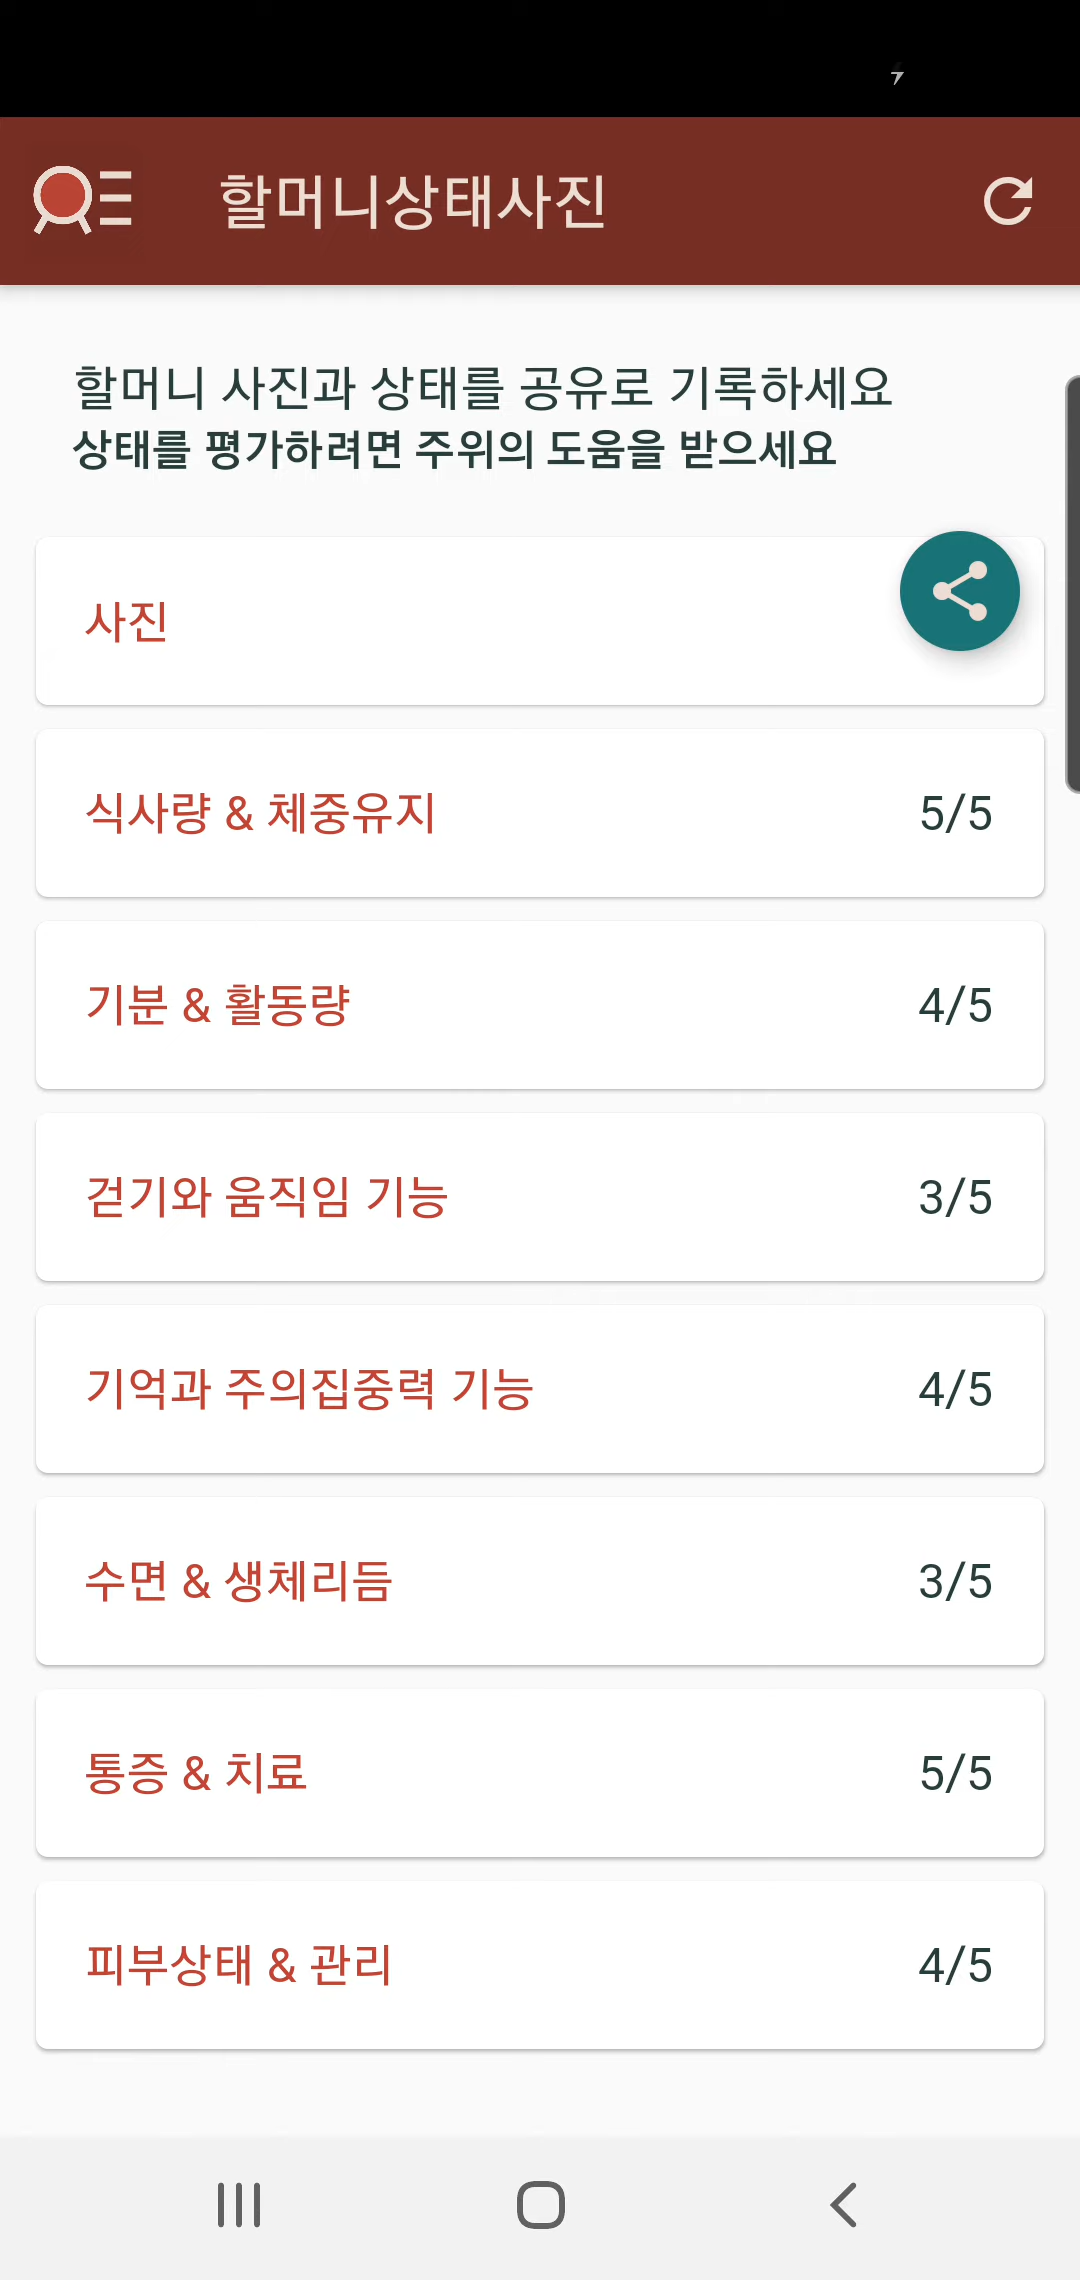 할머니상태사진
할머니 사진과 상태를 공유로 기록하세요
상태를 평가하려면 주위의 도움을 받으세요
사진
식사량 & 체중유지 5/5
기분 & 활동량 4/5
걷기와 움직임 기능 3/5
기억과 주의집중력 기능 4/5
수면 & 생체리듬 3/5
통증 & 치료 5/5
피부상태 & 관리 4/5